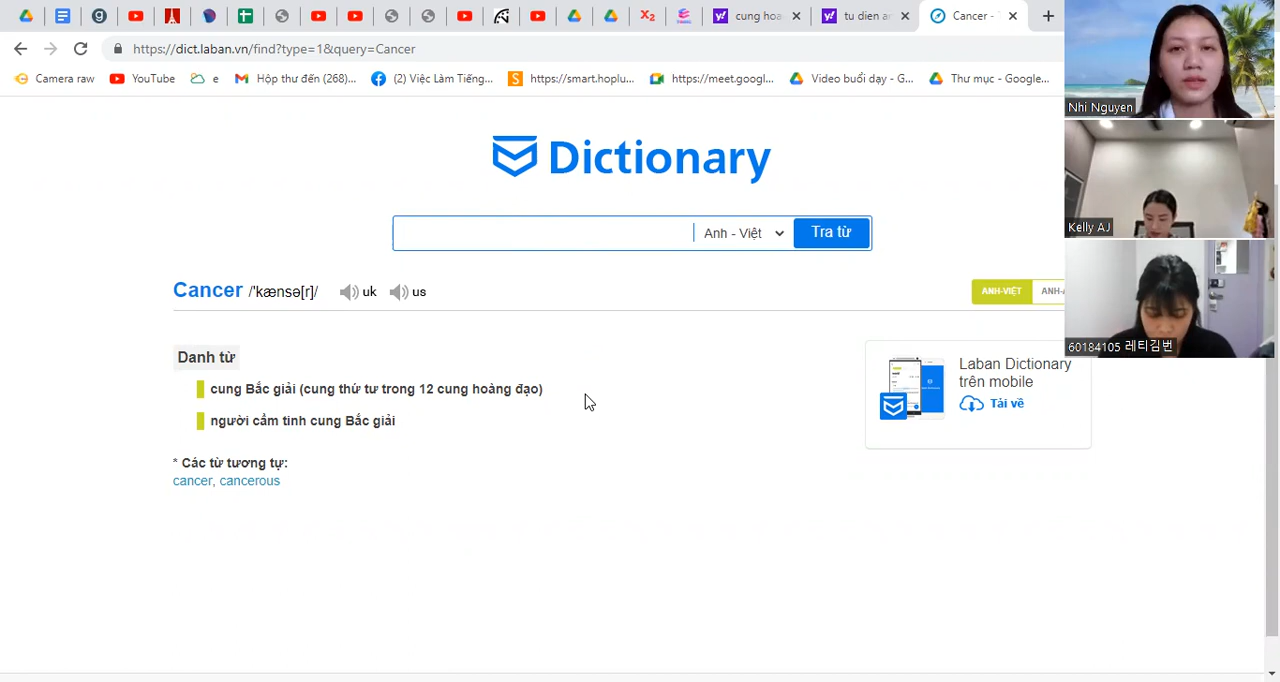 cung hoa
tu dien ar
Cancer -
https://dict.laban.vn/find?type=1&query=Cancer
Camera raw
YouTube
e
Hộp thư đến (268)...
(2) Việc Làm Tiếng...
https://smart.hoplu...
https://meet.googl...
Video buổi dạy - G...
Thư mục - Google...
Nhi Nguyen
Dictionary
Anh - Việt
Tra từ
Kelly AJ
Cancer /'kænsə[r]/ uk us
ANH-VIỆT
60184105 레티김번
Danh từ
cung Bắc giải (cung thứ tư trong 12 cung hoàng đạo)
người cầm tinh cung Bắc giải
Laban Dictionary
trên mobile
Tải về
* Các từ tương tự:
cancer, cancerous